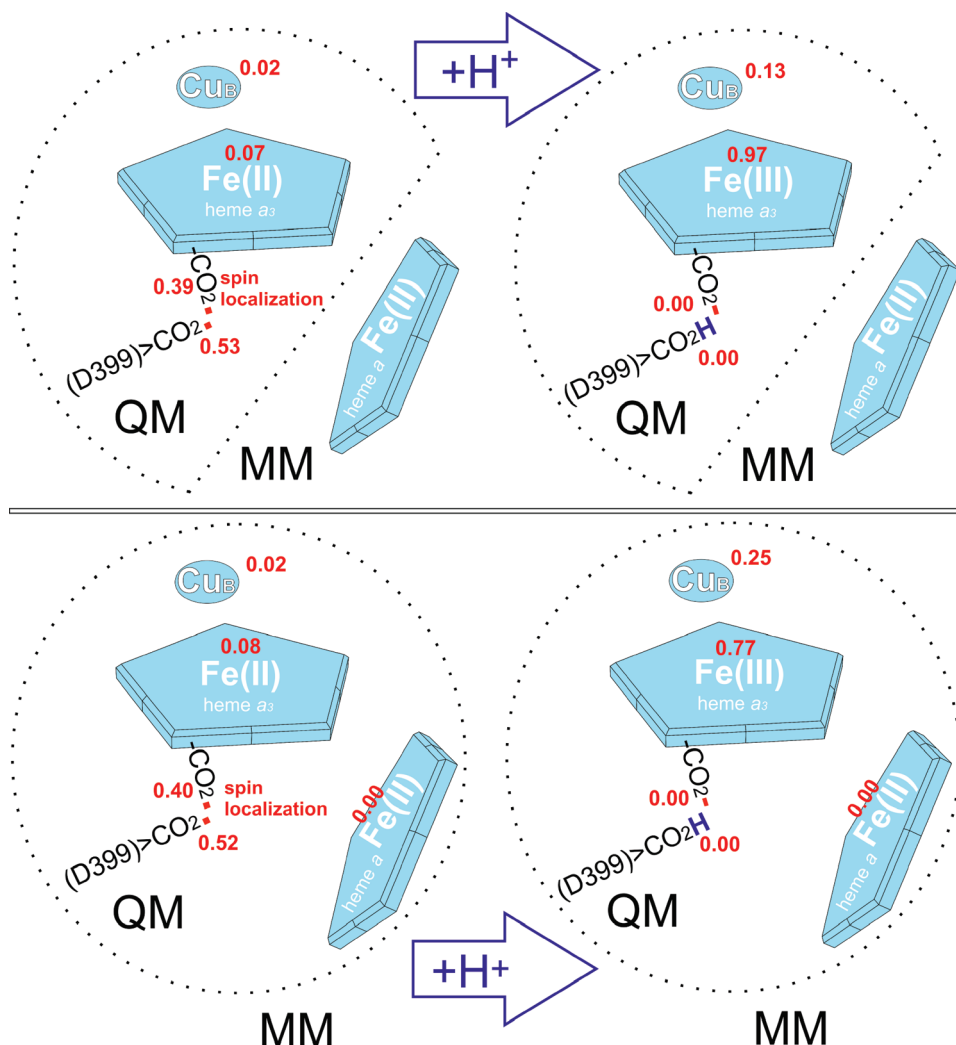 0.02
CuB
0.07
Fe(II)
heme a3
CO2
0.39
spin
localization
(D399)>CO2
0.53
Fe(II)
heme a
QM
MM
+H+
0.13
CuB
0.97
Fe(III)
heme a3
CO2
0.00
(D399)>CO2H
0.00
Fe(II)
heme a
QM
MM
0.02
CuB
0.08
Fe(II)
heme a3
CO2
0.40
spin
localization
(D399)>CO2
0.52
0.00
Fe(II)
heme a
QM
MM
+H+
0.25
CuB
0.77
Fe(III)
heme a3
CO2
0.00
(D399)>CO2H
0.00
0.00
Fe(II)
heme a
QM
MM